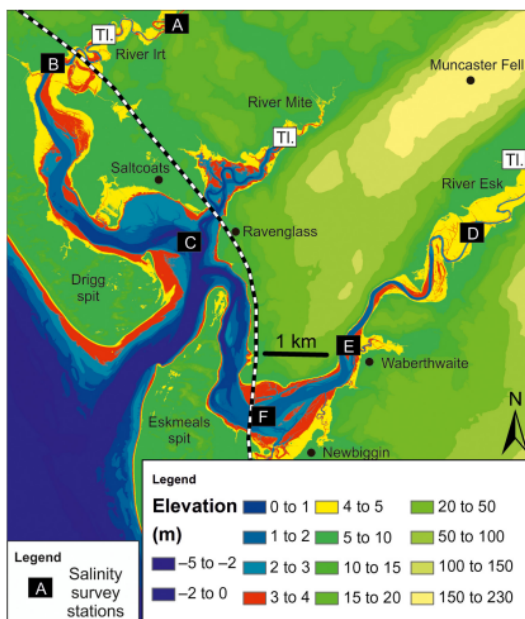 A
Tl.
B
River Irt
Muncaster Fell
River Mite
Tl.
Tl.
Saltcoats
River Esk
D
C
Ravenglass
Drigg
spit
1 km
E
Waberthwaite
Eskmeals
spit
F
N
Newbiggin
Legend
Elevation
(m)
–5 to –2
–2 to 0
0 to 1
1 to 2
2 to 3
3 to 4
4 to 5
5 to 10
10 to 15
15 to 20
20 to 50
50 to 100
100 to 150
150 to 230
Legend
A Salinity
survey
stations